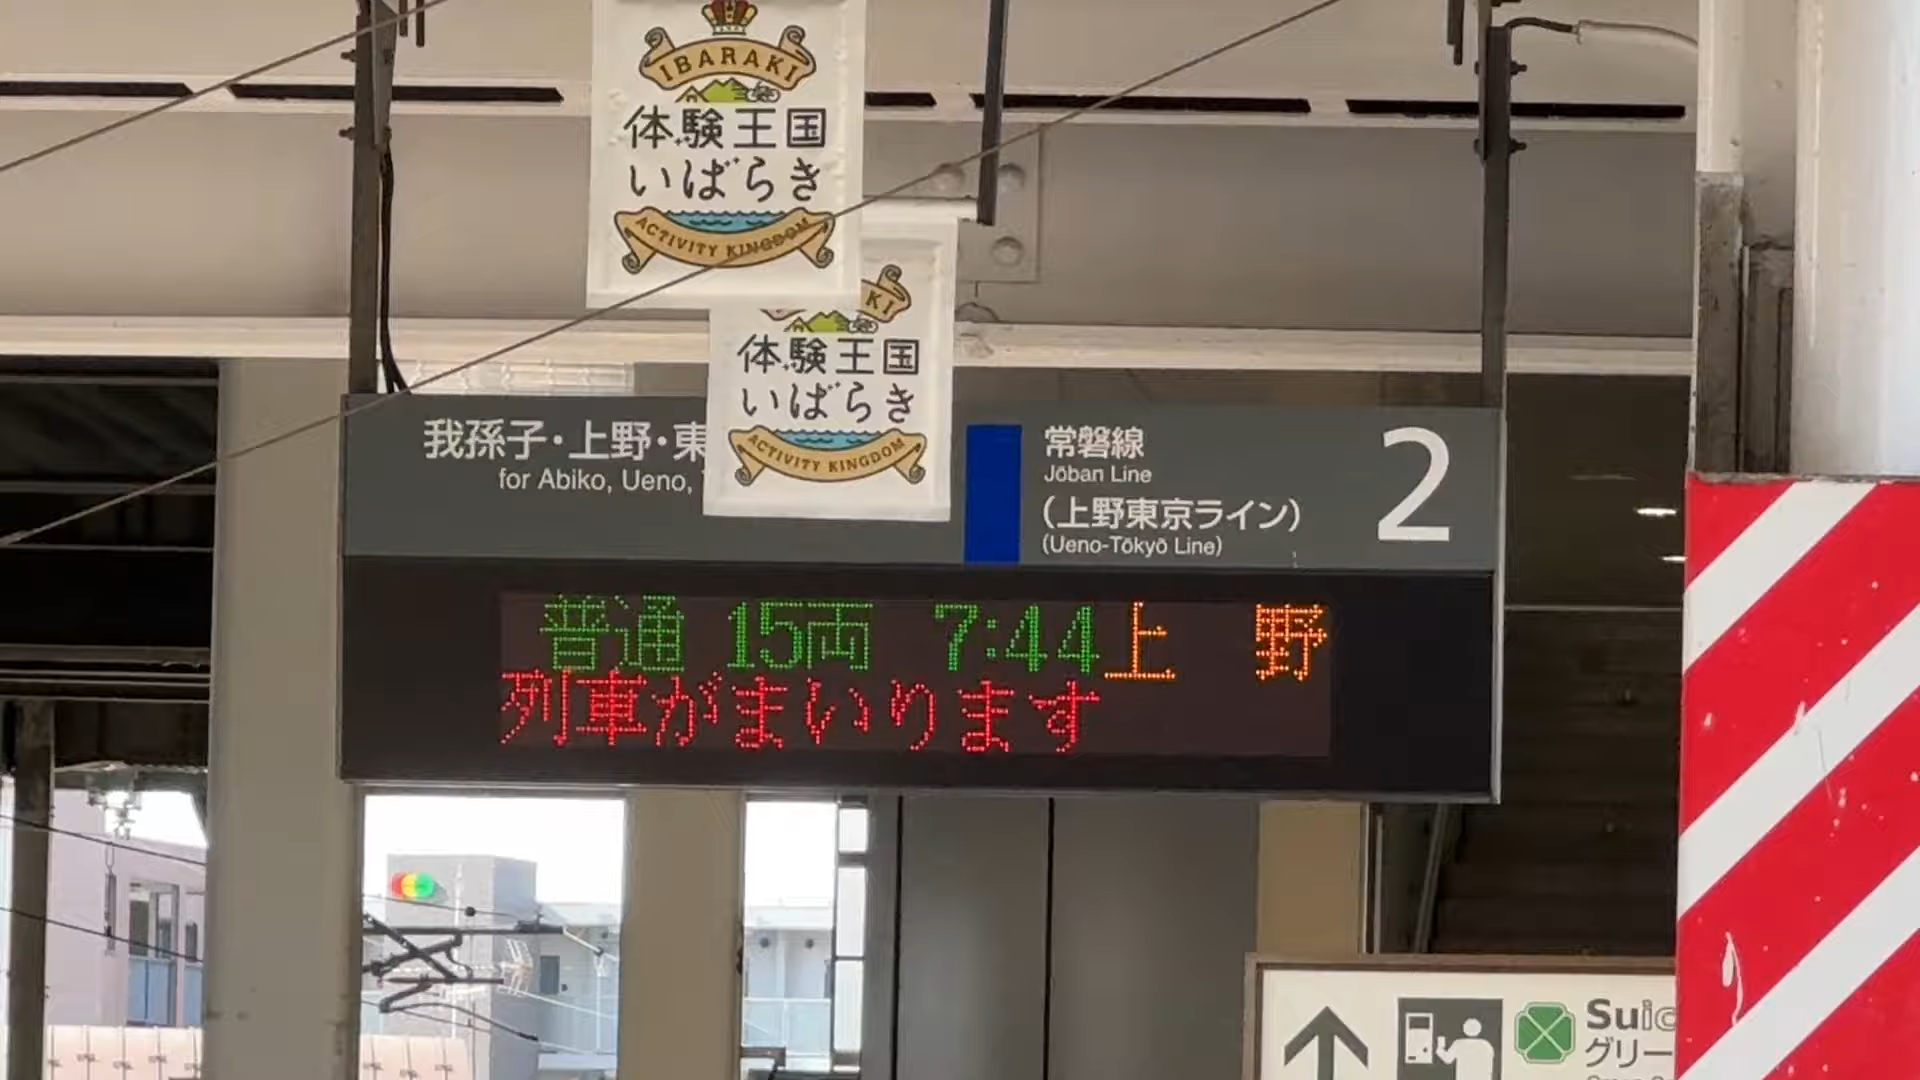 IBARAKI
体験王国
いばらき
ACTIVITY KINGDOM
KI
体験王国
いばらき
ACTIVITY KINGDOM
我孫子・上野・東
for Abiko, Ueno,
常磐線
Jōban Line
(上野東京ライン)
(Ueno-Tōkyō Line)
2
普通 15両 7:44 上 野
列車がまいります
Suic
グリー